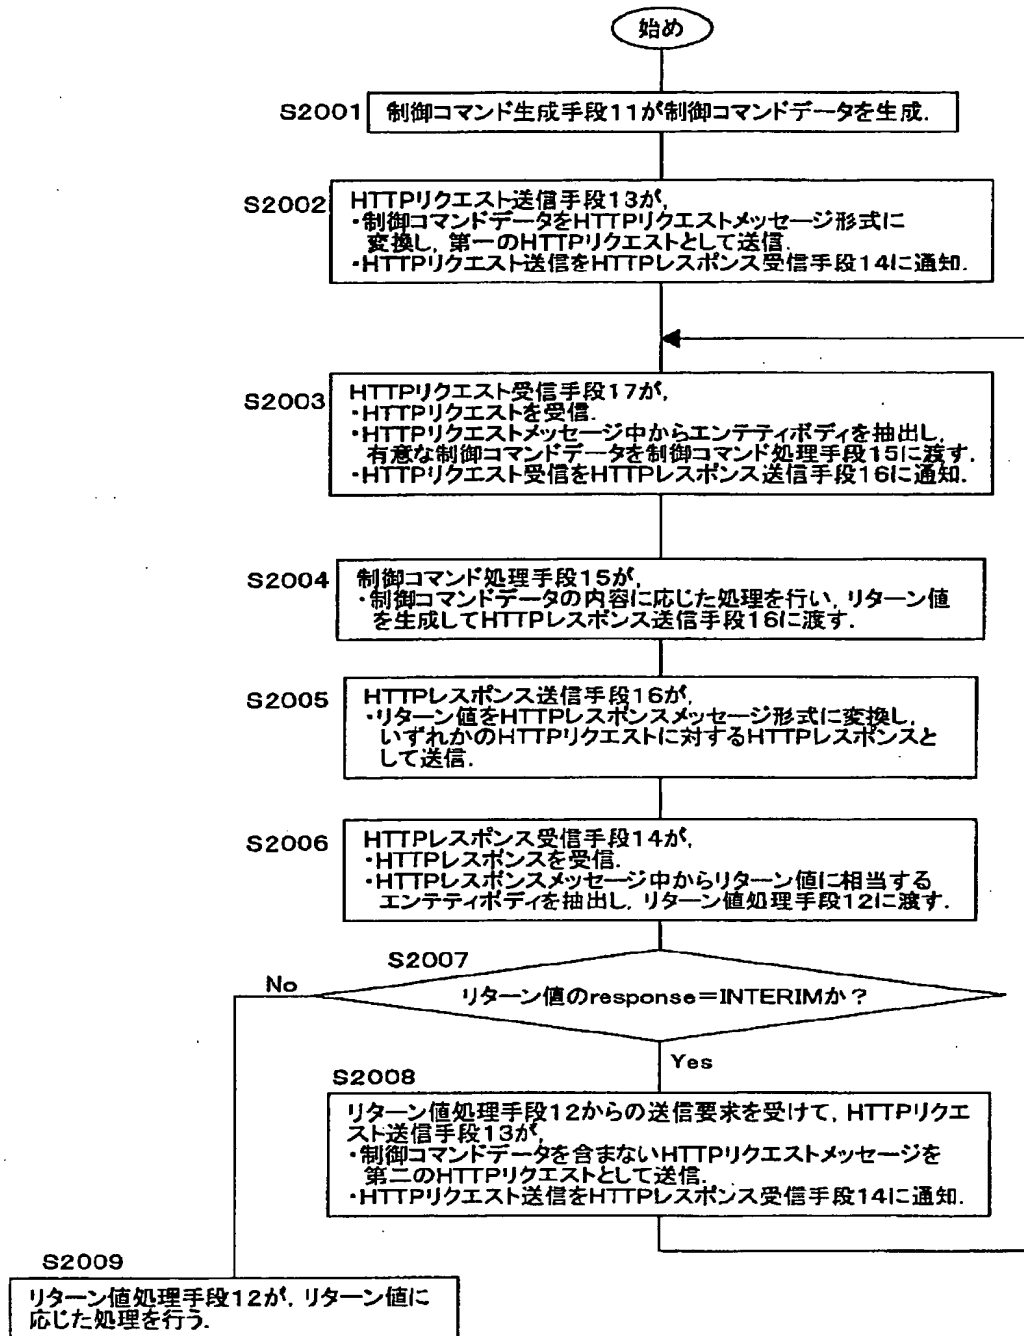 始め
S2001
制御コマンド生成手段11が制御コマンドデータを生成.
S2002
HTTPリクエスト送信手段13が,
・制御コマンドデータをHTTPリクエストメッセージ形式に
変換し, 第一のHTTPリクエストとして送信.
・HTTPリクエスト送信をHTTPレスポンス受信手段14に通知.
S2003
HTTPリクエスト受信手段17が,
・HTTPリクエストを受信.
・HTTPリクエストメッセージ中からエンテティボディを抽出し,
有意な制御コマンドデータを制御コマンド処理手段15に渡す.
・HTTPリクエスト受信をHTTPレスポンス送信手段16に通知.
S2004
制御コマンド処理手段15が,
・制御コマンドデータの内容に応じた処理を行い, リターン値
を生成してHTTPレスポンス送信手段16に渡す.
S2005
HTTPレスポンス送信手段16が,
・リターン値をHTTPレスポンスメッセージ形式に変換し,
いずれかのHTTPリクエストに対するHTTPレスポンスと
して送信.
S2006
HTTPレスポンス受信手段14が,
・HTTPレスポンスを受信.
・HTTPレスポンスメッセージ中からリターン値に相当する
エンテティボディを抽出し, リターン値処理手段12に渡す.
S2007
No
リターン値のresponse=INTERIMか?
Yes
S2008
リターン値処理手段12からの送信要求を受けて, HTTPリクエ
スト送信手段13が,
・制御コマンドデータを含まないHTTPリクエストメッセージを
第二のHTTPリクエストとして送信.
・HTTPリクエスト送信をHTTPレスポンス受信手段14に通知.
S2009
リターン値処理手段12が, リターン値に
応じた処理を行う.